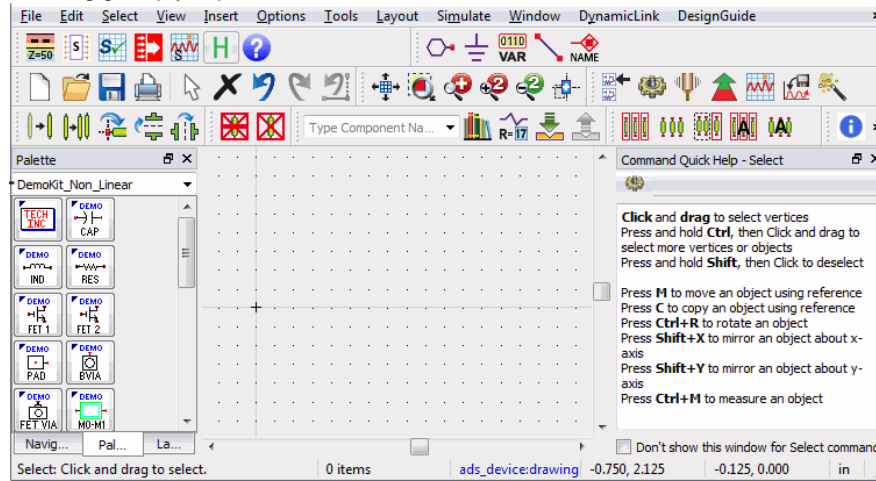 File Edit Select View Insert Options Tools Layout Simulate Window DynamicLink DesignGuide
Z=50 S S S H ? 0110 VAR NAME
2
Type Component Na... R=17 A A i
Palette
DemoKit_Non_Linear
TECH INC DEMO CAP
DEMO IND DEMO RES
DEMO FET 1 DEMO FET 2
DEMO PAD DEMO BVIA
DEMO FET VIA DEMO M0-M1
Navig... Pal... La...
Command Quick Help - Select
Click and drag to select vertices
Press and hold Ctrl, then Click and drag to
select more vertices or objects
Press and hold Shift, then Click to deselect
Press M to move an object using reference
Press C to copy an object using reference
Press Ctrl+R to rotate an object
Press Shift+X to mirror an object about x-
axis
Press Shift+Y to mirror an object about y-
axis
Press Ctrl+M to measure an object
Don't show this window for Select command
Select: Click and drag to select. 0 items ads_device:drawing -0.750, 2.125 -0.125, 0.000 in